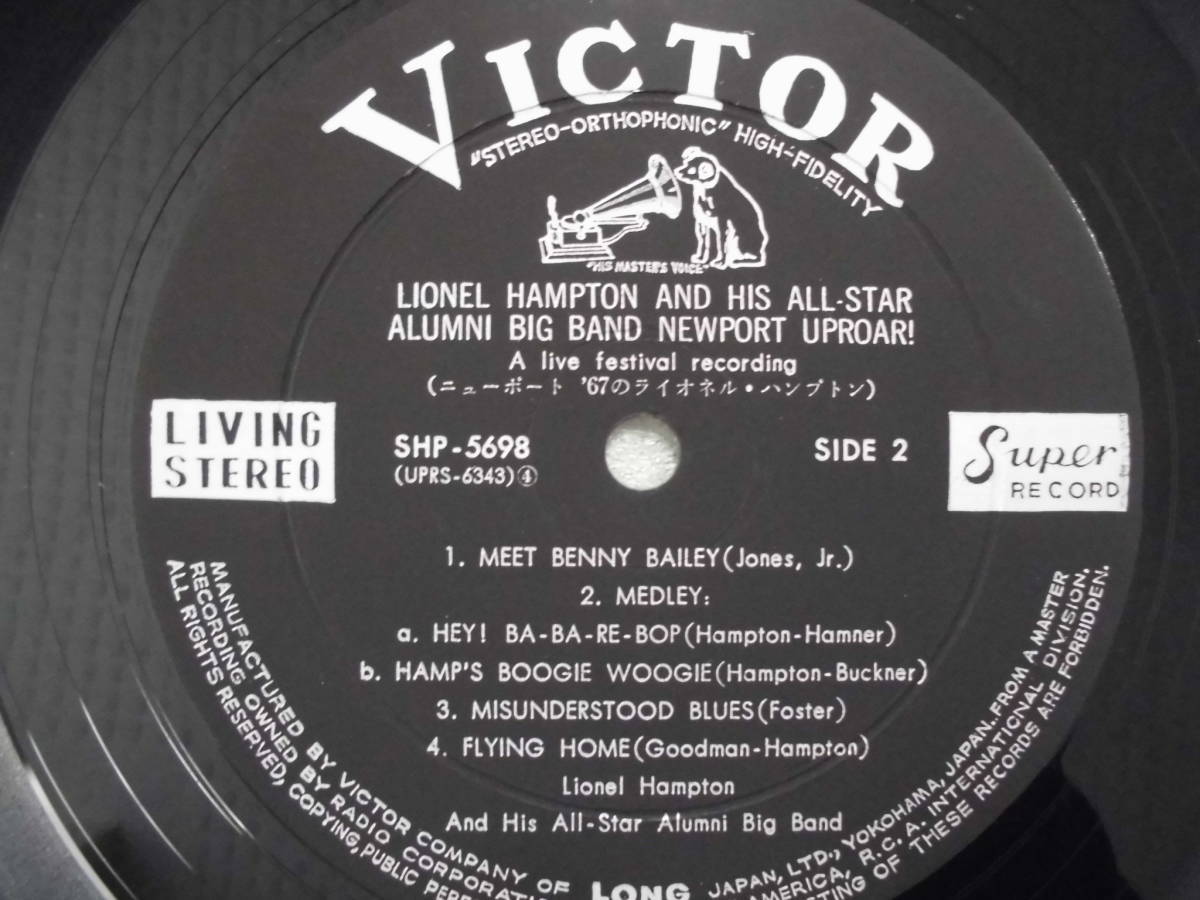 VICTOR
"STEREO-ORTHOPHONIC" HIGH-FIDELITY
"HIS MASTER'S VOICE"
LIONEL HAMPTON AND HIS ALL-STAR
ALUMNI BIG BAND NEWPORT UPROAR!
A live festival recording
(ニューポート '67のライオネル・ハンプトン)
LIVING
STEREO
SHP-5698
(UPRS-6343)④
SIDE 2
Super
RECORD
1. MEET BENNY BAILEY(Jones, Jr.)
2. MEDLEY:
a. HEY! BA-BA-RE-BOP(Hampton-Hamner)
b. HAMP'S BOOGIE WOOGIE(Hampton-Buckner)
3. MISUNDERSTOOD BLUES(Foster)
4. FLYING HOME(Goodman-Hampton)
Lionel Hampton
And His All-Star Alumni Big Band
MANUFACTURED BY VICTOR COMPANY OF JAPAN, LTD., YOKOHAMA, JAPAN, FROM A MASTER
RECORDING OWNED BY RADIO AMERICA, R.C.A. INTERNATIONAL DIVISION.
ALL RIGHTS RESERVED, COPYING, PUBLIC THESE RECORDS ARE FORBIDDEN.
LONG